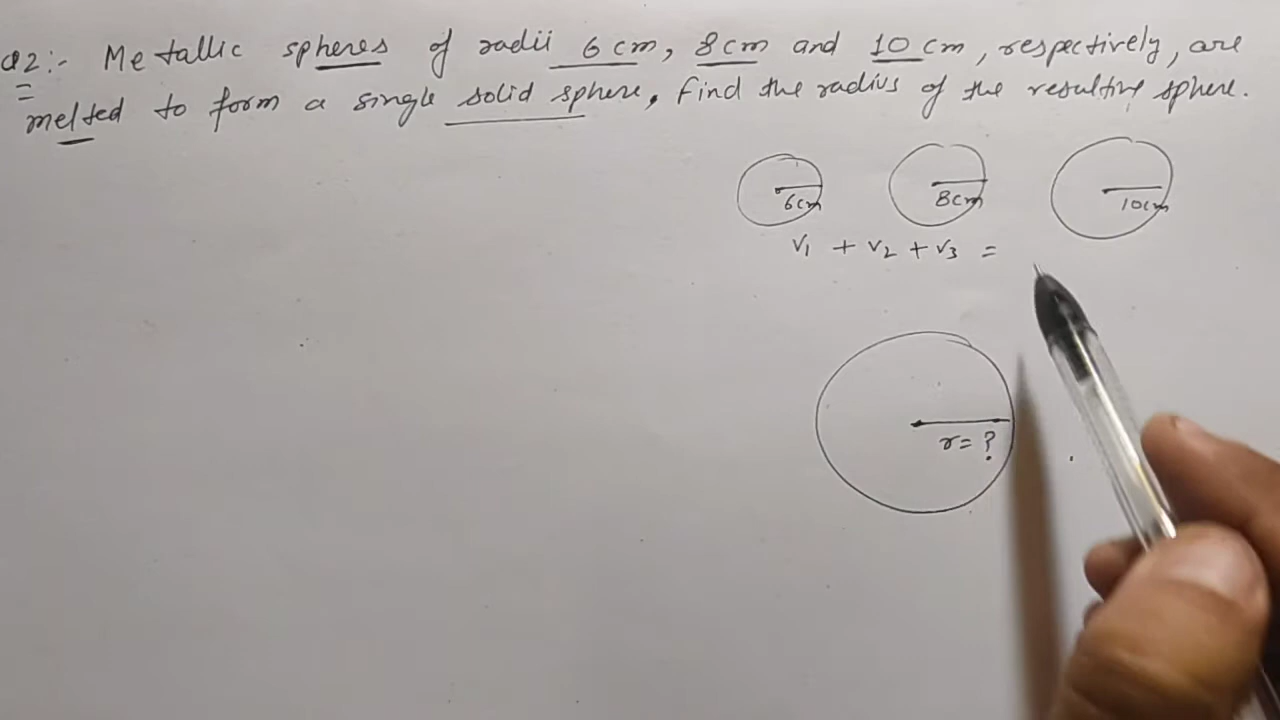 Q2:- Metallic spheres of radii 6 cm, 8 cm and 10 cm, respectively, are
melted to form a single solid sphere. Find the radius of the resulting sphere.
6cm 8cm 10cm
V1 + V2 + V3 =
r= ?